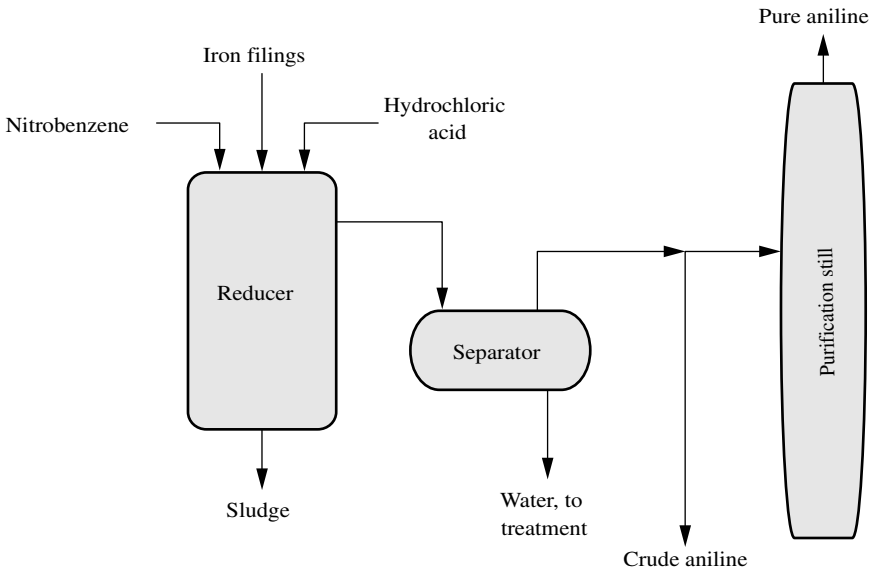 Pure aniline
Iron filings
Nitrobenzene
Hydrochloric
acid
Reducer
Separator
Purification still
Sludge
Water, to
treatment
Crude aniline